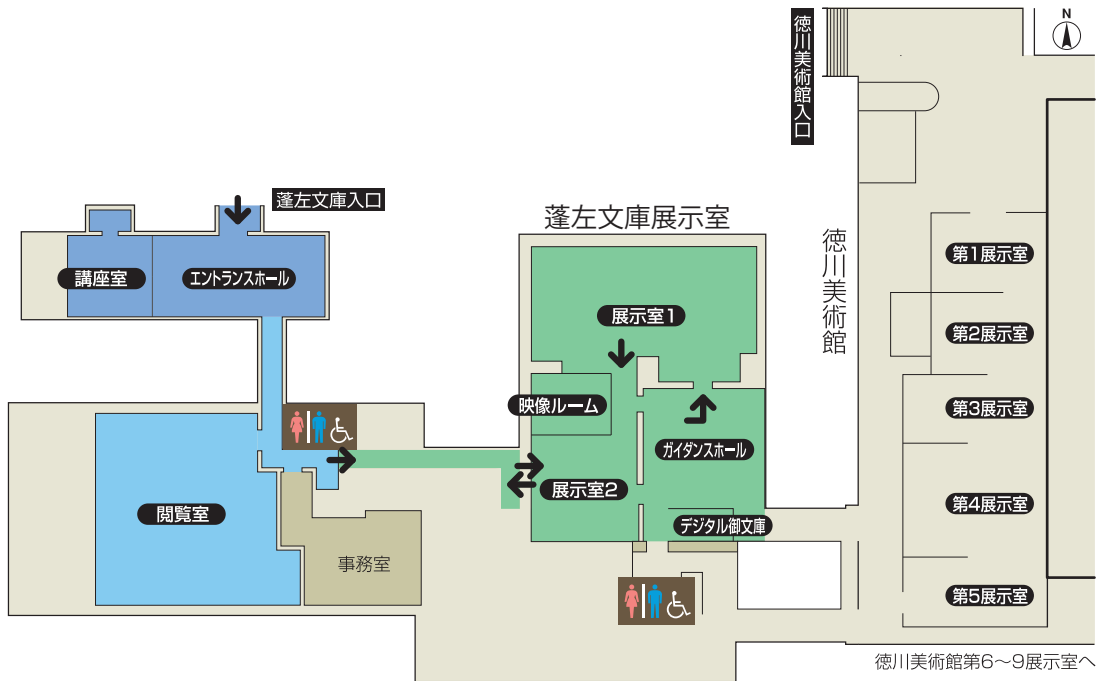 N
徳川美術館入口
蓬左文庫入口
蓬左文庫展示室
徳川美術館
講座室
エントランスホール
展示室1
映像ルーム
ガイダンスホール
展示室2
デジタル御文庫
閲覧室
事務室
第1展示室
第2展示室
第3展示室
第4展示室
第5展示室
徳川美術館第6～9展示室へ